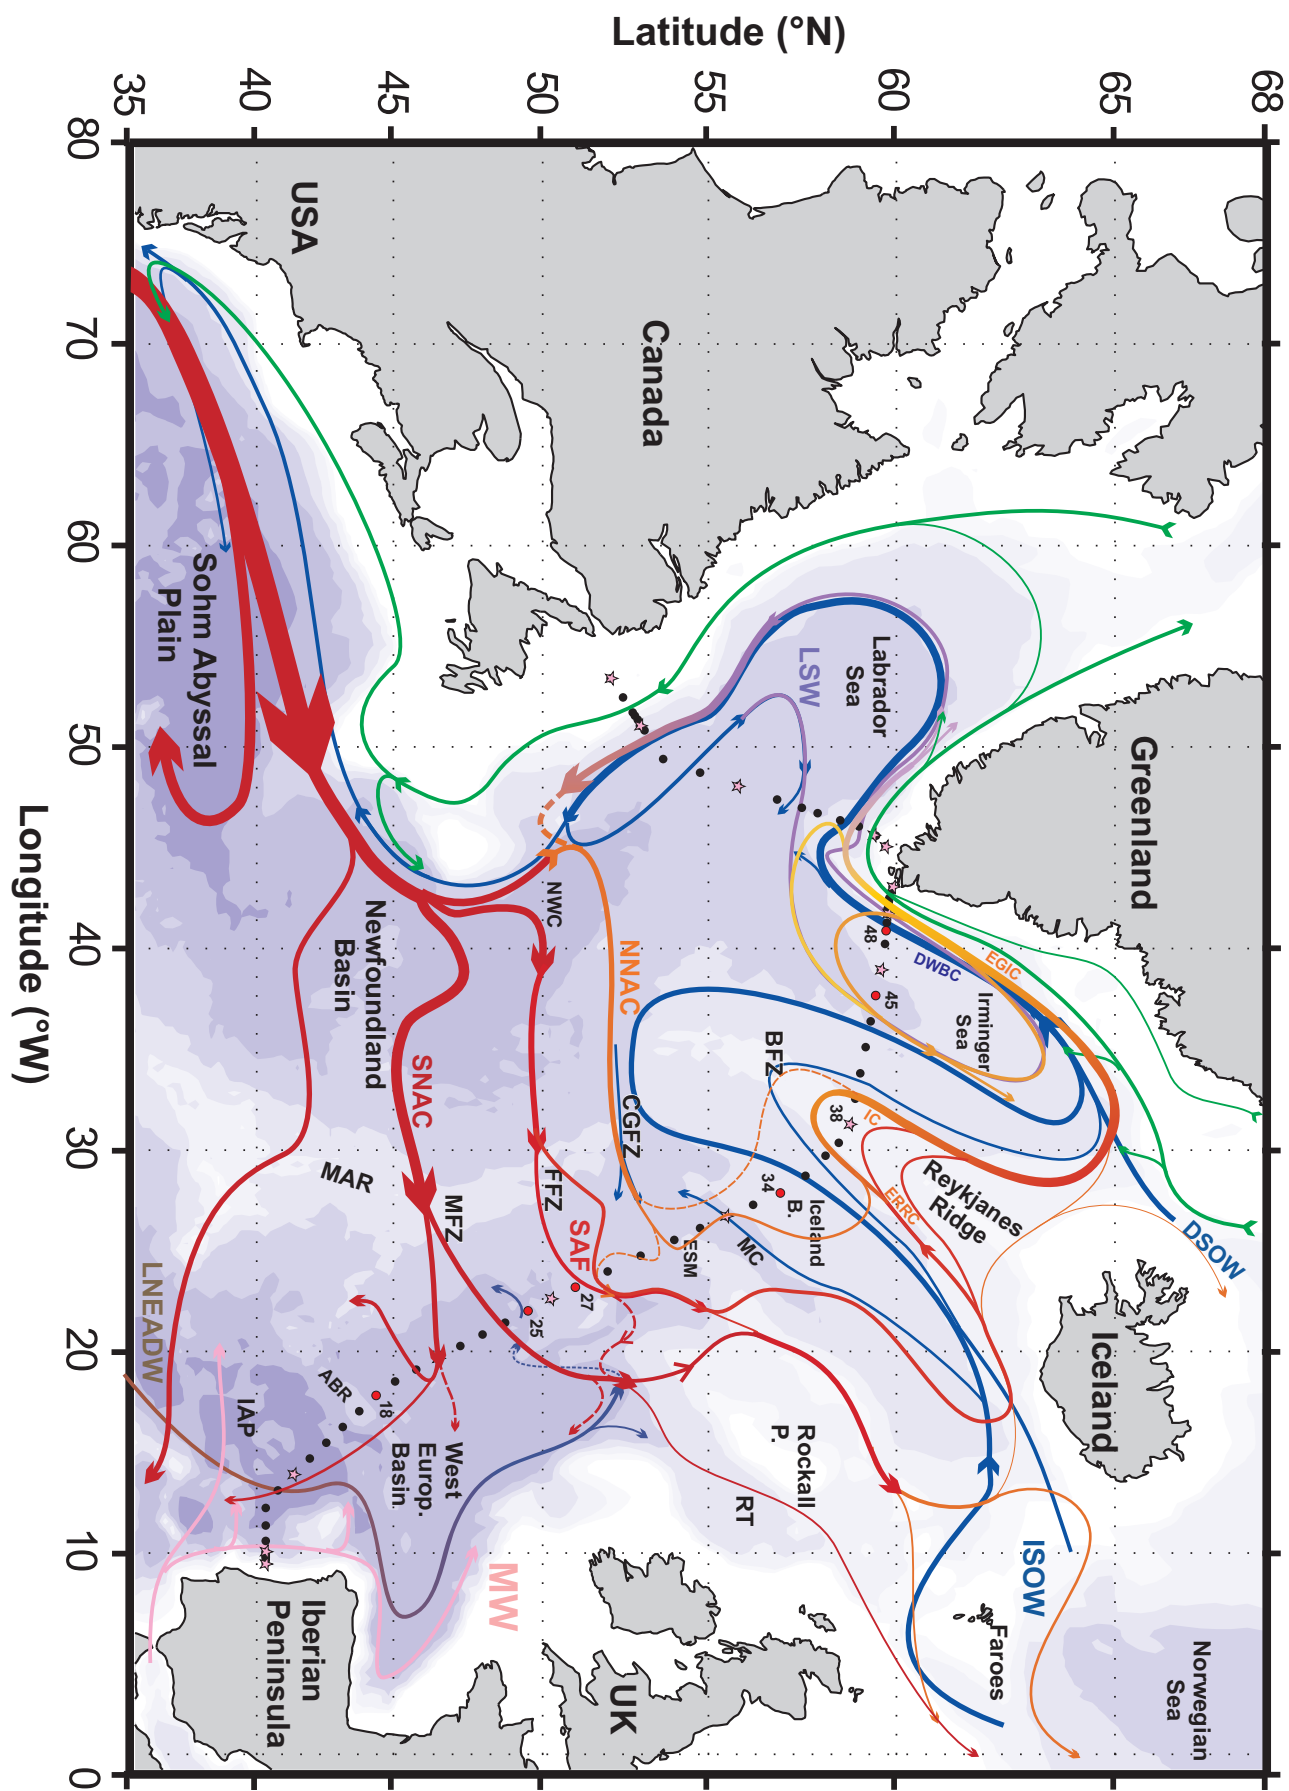 Latitude (°N)
35
40
45
50
55
60
65
68
80
70
60
50
40
30
20
10
0
Longitude (°W)
USA
Canada
Greenland
Iceland
Iberian
Peninsula
UK
Faroes
Norwegian
Sea
Labrador
Sea
LSW
Irminger
Sea
EGIC
DWBC
DSOW
ISOW
Reykjanes
Ridge
IC
ERRC
Iceland
B.
BFZ
CGFZ
NNAC
NWC
Newfoundland
Basin
Sohm Abyssal
Plain
SNAC
MAR
MFZ
FFZ
SAF
ESM
MC
Rockall
P.
RT
West
Europ.
Basin
ABR
IAP
LNEADW
MW
48
45
38
34
27
25
18